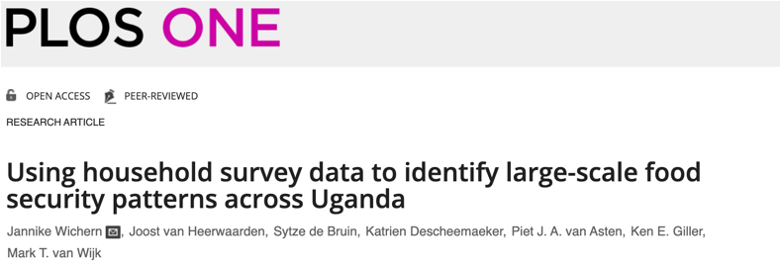 PLOS ONE
OPEN ACCESS PEER-REVIEWED
RESEARCH ARTICLE
Using household survey data to identify large-scale food
security patterns across Uganda
Jannike Wichern , Joost van Heerwaarden, Sytze de Bruin, Katrien Descheemaeker, Piet J. A. van Asten, Ken E. Giller,
Mark T. van Wijk